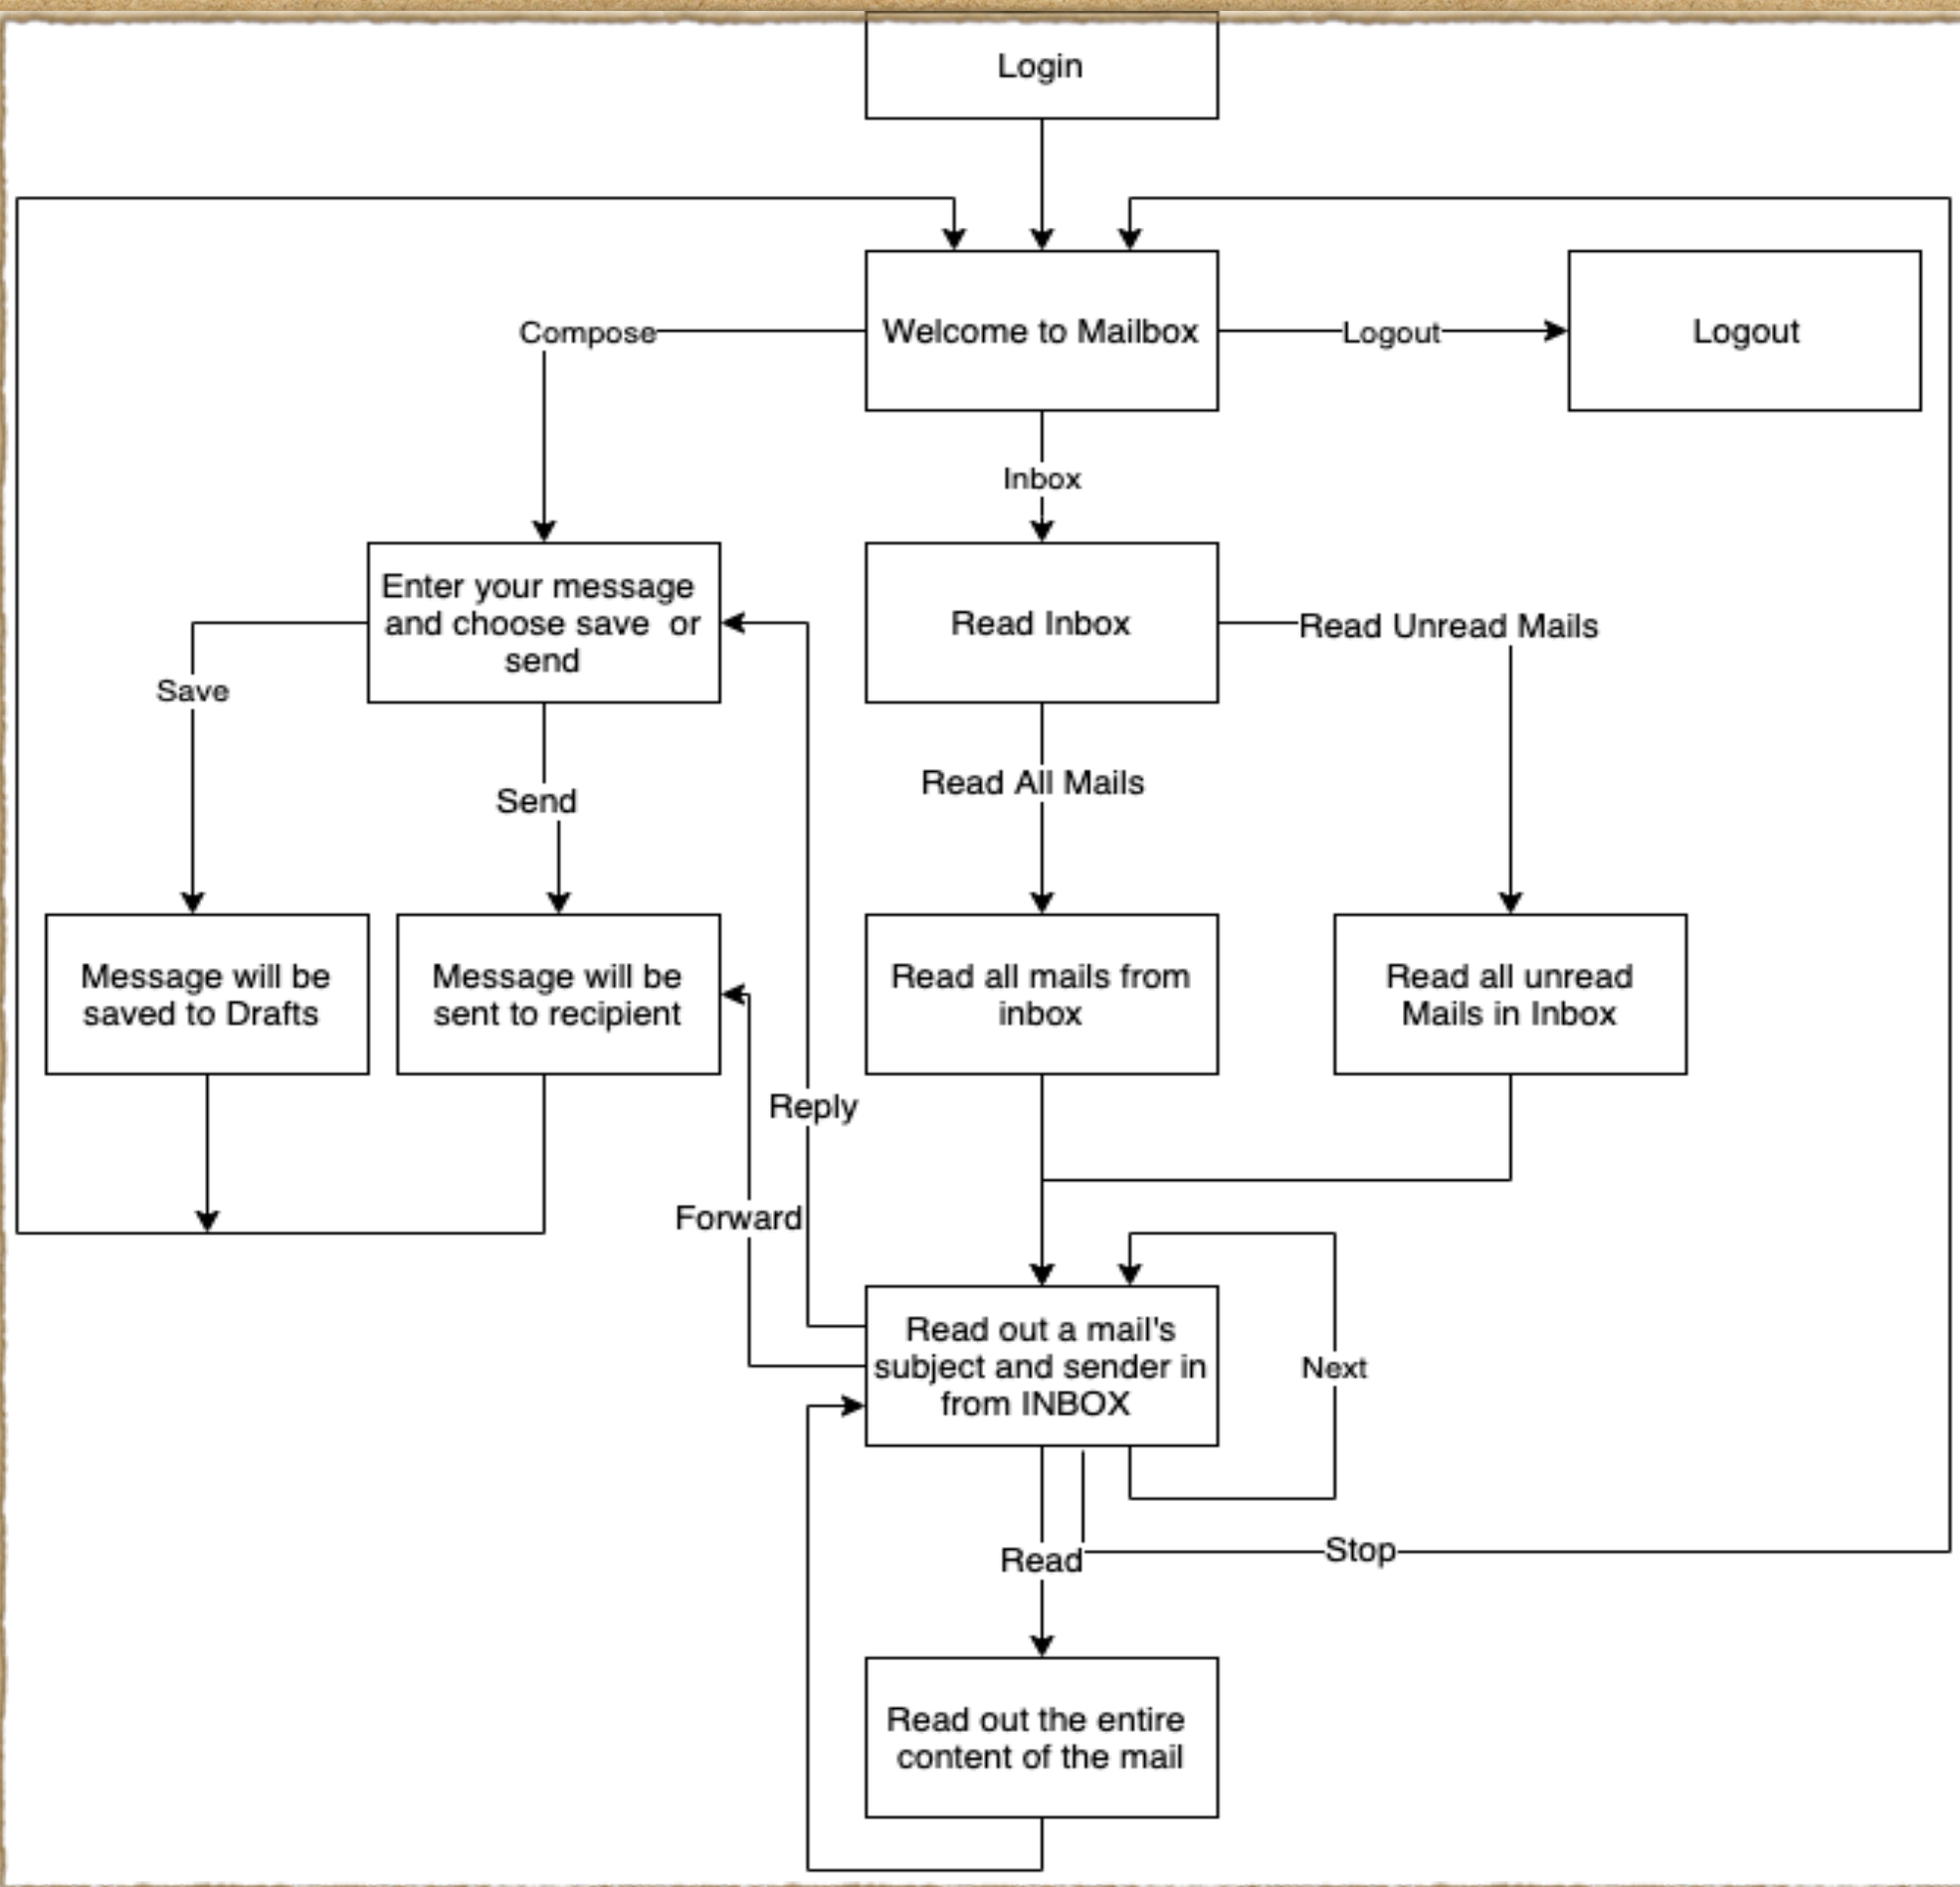 Login
Compose
Welcome to Mailbox
Logout
Logout
Inbox
Enter your message
and choose save or
send
Read Inbox
Read Unread Mails
Save
Send
Read All Mails
Message will be
saved to Drafts
Message will be
sent to recipient
Read all mails from
inbox
Read all unread
Mails in Inbox
Reply
Forward
Read out a mail's
subject and sender in
from INBOX
Next
Read
Stop
Read out the entire
content of the mail